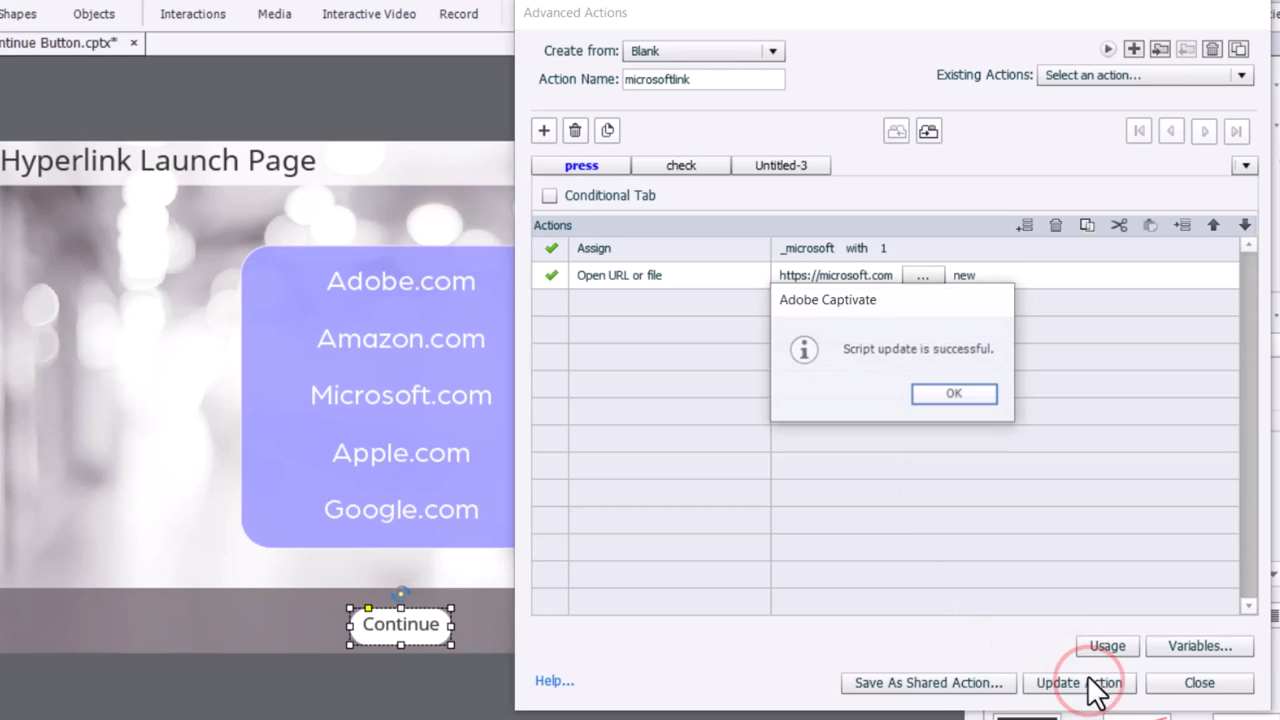 Shapes
Objects
Interactions
Media
Interactive Video
Record
ntinue Button.cptx* ×
Hyperlink Launch Page
Adobe.com
Amazon.com
Microsoft.com
Apple.com
Google.com
Continue
Advanced Actions
Create from: Blank
Action Name: microsoftlink
Existing Actions: Select an action...
press
check
Untitled-3
Conditional Tab
Actions
Assign _microsoft with 1
Open URL or file https://microsoft.com ... new
Adobe Captivate
Script update is successful.
OK
Usage
Variables...
Help...
Save As Shared Action...
Update Action
Close